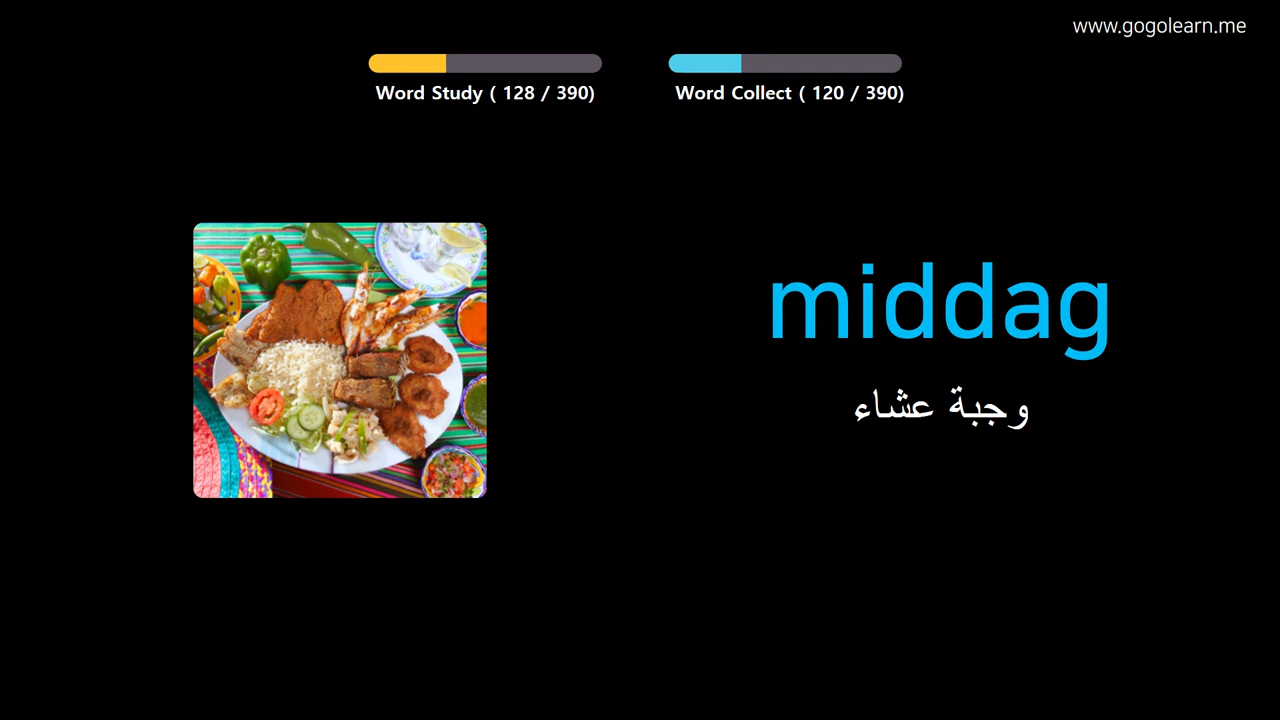 www.gogolearn.me
Word Study ( 128 / 390)
Word Collect ( 120 / 390)
middag
وجبة عشاء